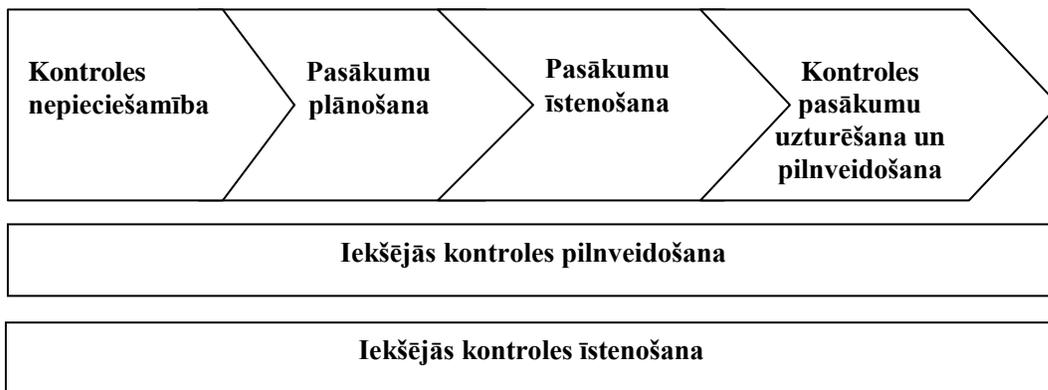 Kontroles
nepieciešamība
Pasākumu
plānošana
Pasākumu
īstenošana
Kontroles
pasākumu
uzturēšana un
pilnveidošana
Iekšējās kontroles pilnveidošana
Iekšējās kontroles īstenošana